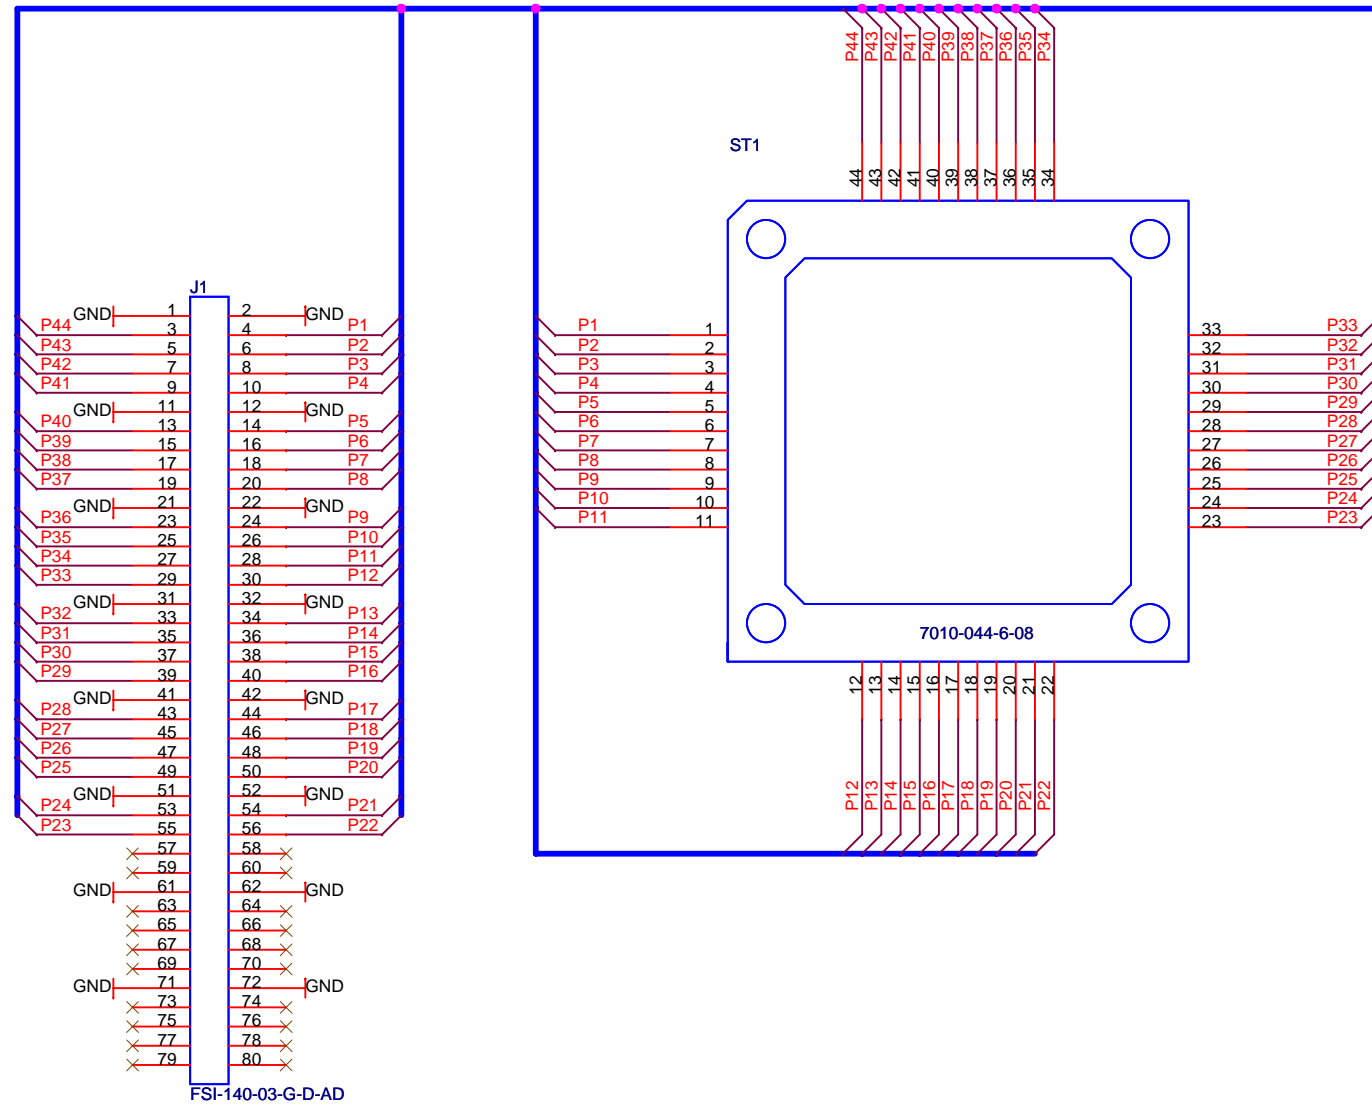 P44 P43 P42 P41 P40 P39 P38 P37 P36 P35 P34
ST1
44 43 42 41 40 39 38 37 36 35 34
J1
GND 1 2 GND
P44 3 4 P1
P43 5 6 P2
P42 7 8 P3
P41 9 10 P4
GND 11 12 GND
P40 13 14 P5
P39 15 16 P6
P38 17 18 P7
P37 19 20 P8
GND 21 22 GND
P36 23 24 P9
P35 25 26 P10
P34 27 28 P11
P33 29 30 P12
GND 31 32 GND
P32 33 34 P13
P31 35 36 P14
P30 37 38 P15
P29 39 40 P16
GND 41 42 GND
P28 43 44 P17
P27 45 46 P18
P26 47 48 P19
P25 49 50 P20
GND 51 52 GND
P24 53 54 P21
P23 55 56 P22
57 58
59 60
GND 61 62 GND
63 64
65 66
67 68
69 70
GND 71 72 GND
73 74
75 76
77 78
79 80
FSI-140-03-G-D-AD
P1 1 33 P33
P2 2 32 P32
P3 3 31 P31
P4 4 30 P30
P5 5 29 P29
P6 6 28 P28
P7 7 27 P27
P8 8 26 P26
P9 9 25 P25
P10 10 24 P24
P11 11 23 P23
7010-044-6-08
12 13 14 15 16 17 18 19 20 21 22
P12 P13 P14 P15 P16 P17 P18 P19 P20 P21 P22